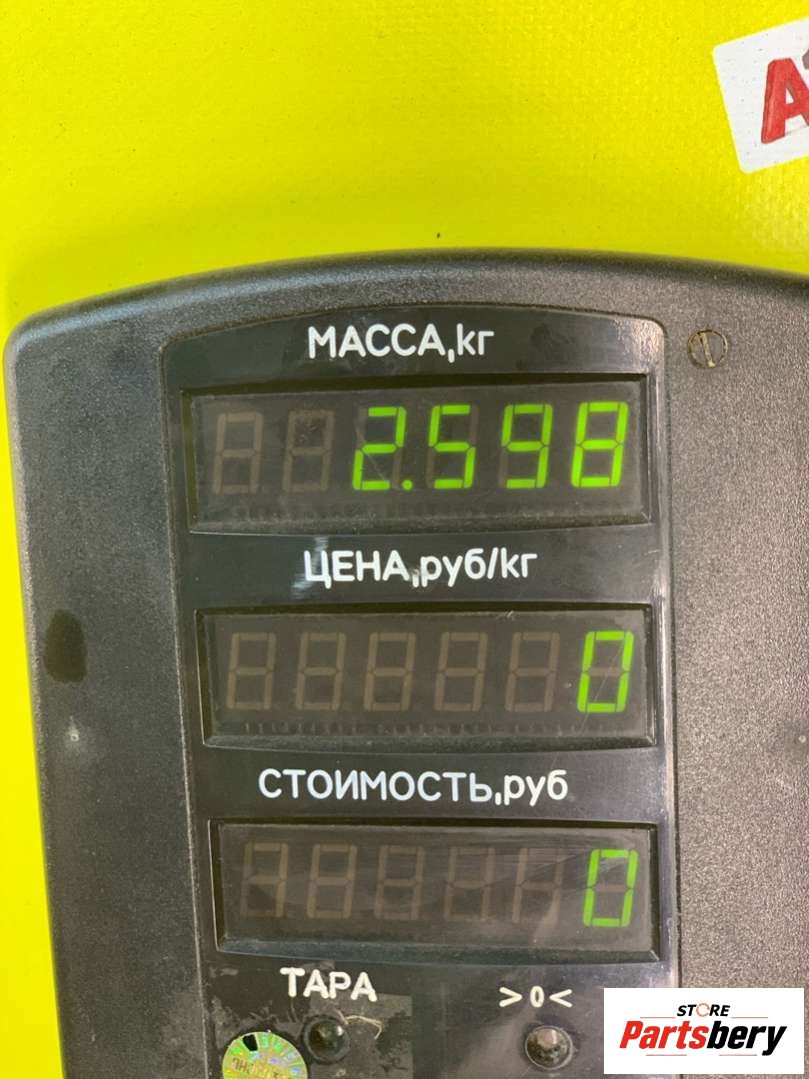 A
МАССА,кг
2.598
ЦЕНА,руб/кг
0
СТОИМОСТЬ,руб
0
ТАРА
>0<
STORE
Partsbery